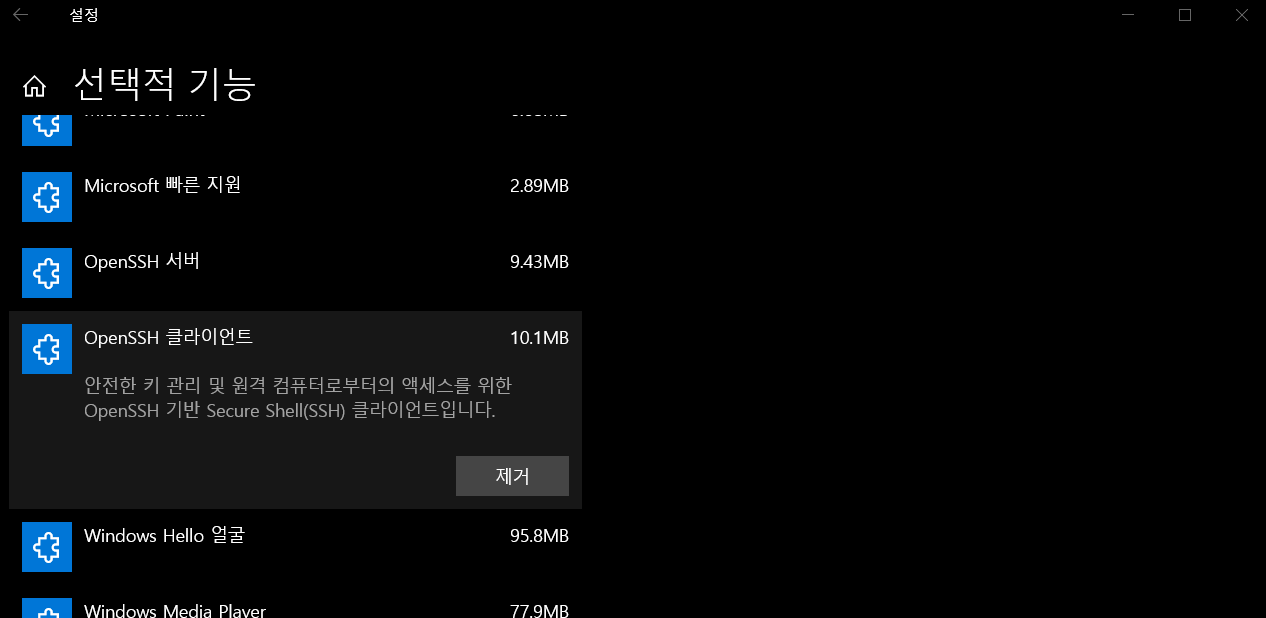 설정
선택적 기능
Microsoft 빠른 지원 2.89MB
OpenSSH 서버 9.43MB
OpenSSH 클라이언트 10.1MB
안전한 키 관리 및 원격 컴퓨터로부터의 액세스를 위한
OpenSSH 기반 Secure Shell(SSH) 클라이언트입니다.
제거
Windows Hello 얼굴 95.8MB
Windows Media Player 77.9MB